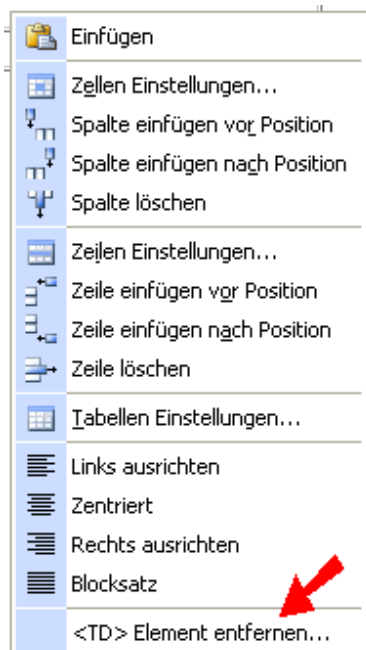 Einfügen
Zellen Einstellungen...
Spalte einfügen vor Position
Spalte einfügen nach Position
Spalte löschen
Zeilen Einstellungen...
Zeile einfügen vor Position
Zeile einfügen nach Position
Zeile löschen
Tabellen Einstellungen...
Links ausrichten
Zentriert
Rechts ausrichten
Blocksatz
<TD> Element entfernen...